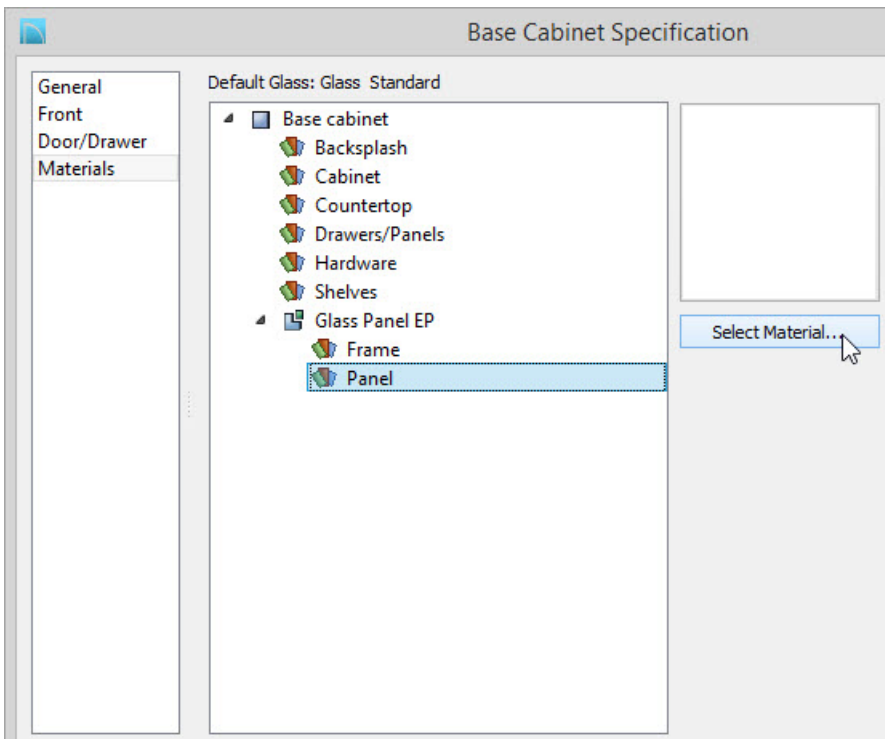 Base Cabinet Specification
General
Front
Door/Drawer
Materials
Default Glass: Glass Standard
Base cabinet
Backsplash
Cabinet
Countertop
Drawers/Panels
Hardware
Shelves
Glass Panel EP
Frame
Panel
Select Material...